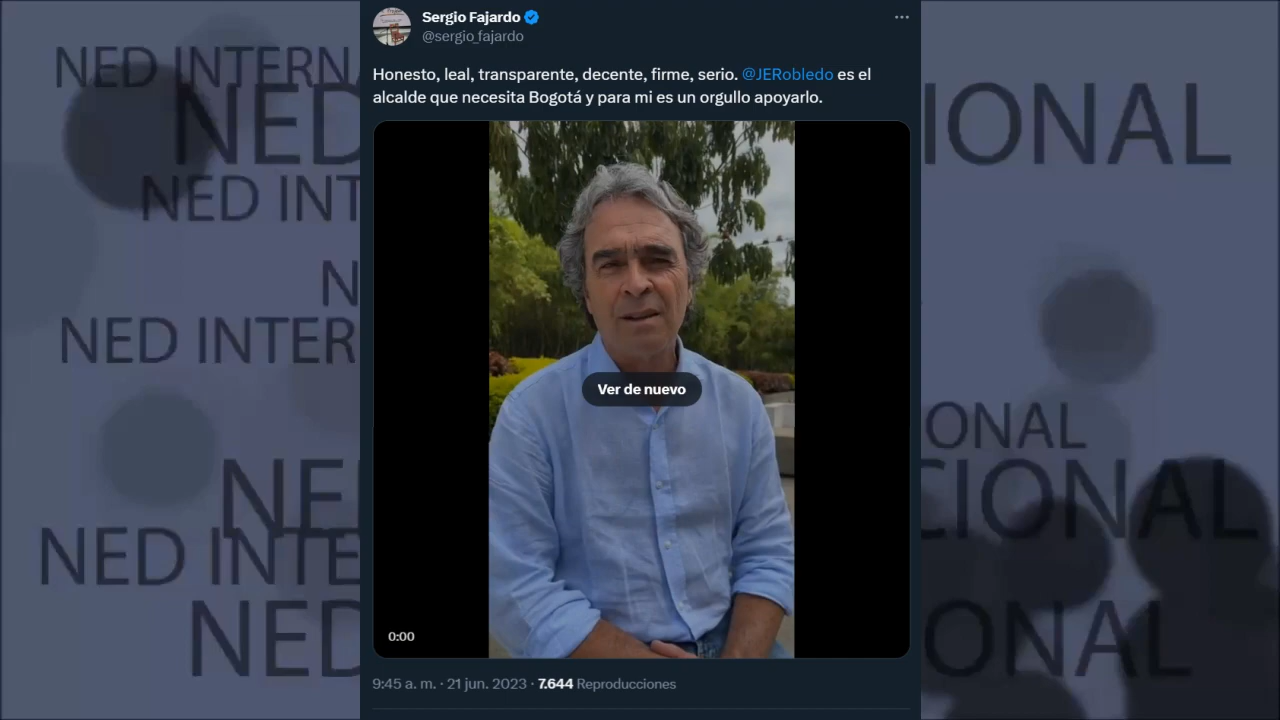 Sergio Fajardo
@sergio_fajardo
Honesto, leal, transparente, decente, firme, serio. @JERobledo es el
alcalde que necesita Bogotá y para mi es un orgullo apoyarlo.
Ver de nuevo
0:00
9:45 a. m. · 21 jun. 2023 · 7.644 Reproducciones
NED INTERN
NED
IONAL
NED INT
N
NED INTER
ONAL
NE
CIONAL
NED INTE
NED
ONAL